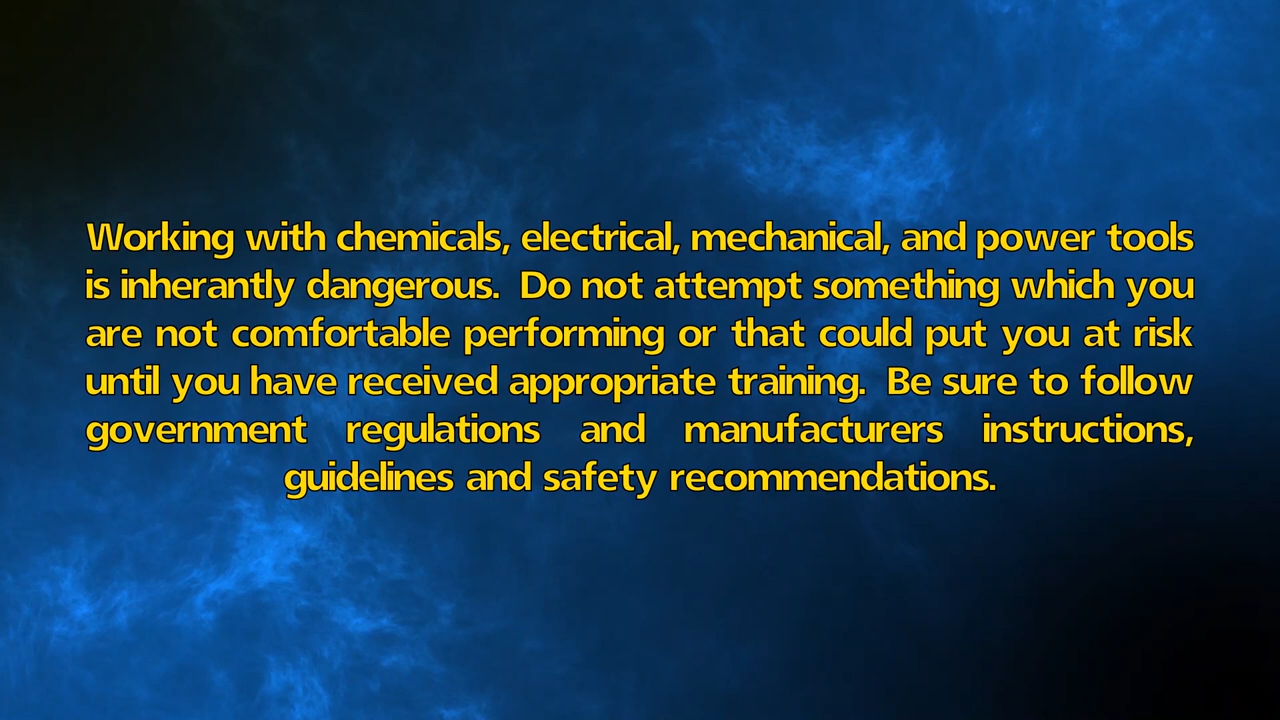 Working with chemicals, electrical, mechanical, and power tools
is inherantly dangerous.  Do not attempt something which you
are not comfortable performing or that could put you at risk
until you have received appropriate training.  Be sure to follow
government regulations and manufacturers instructions,
guidelines and safety recommendations.